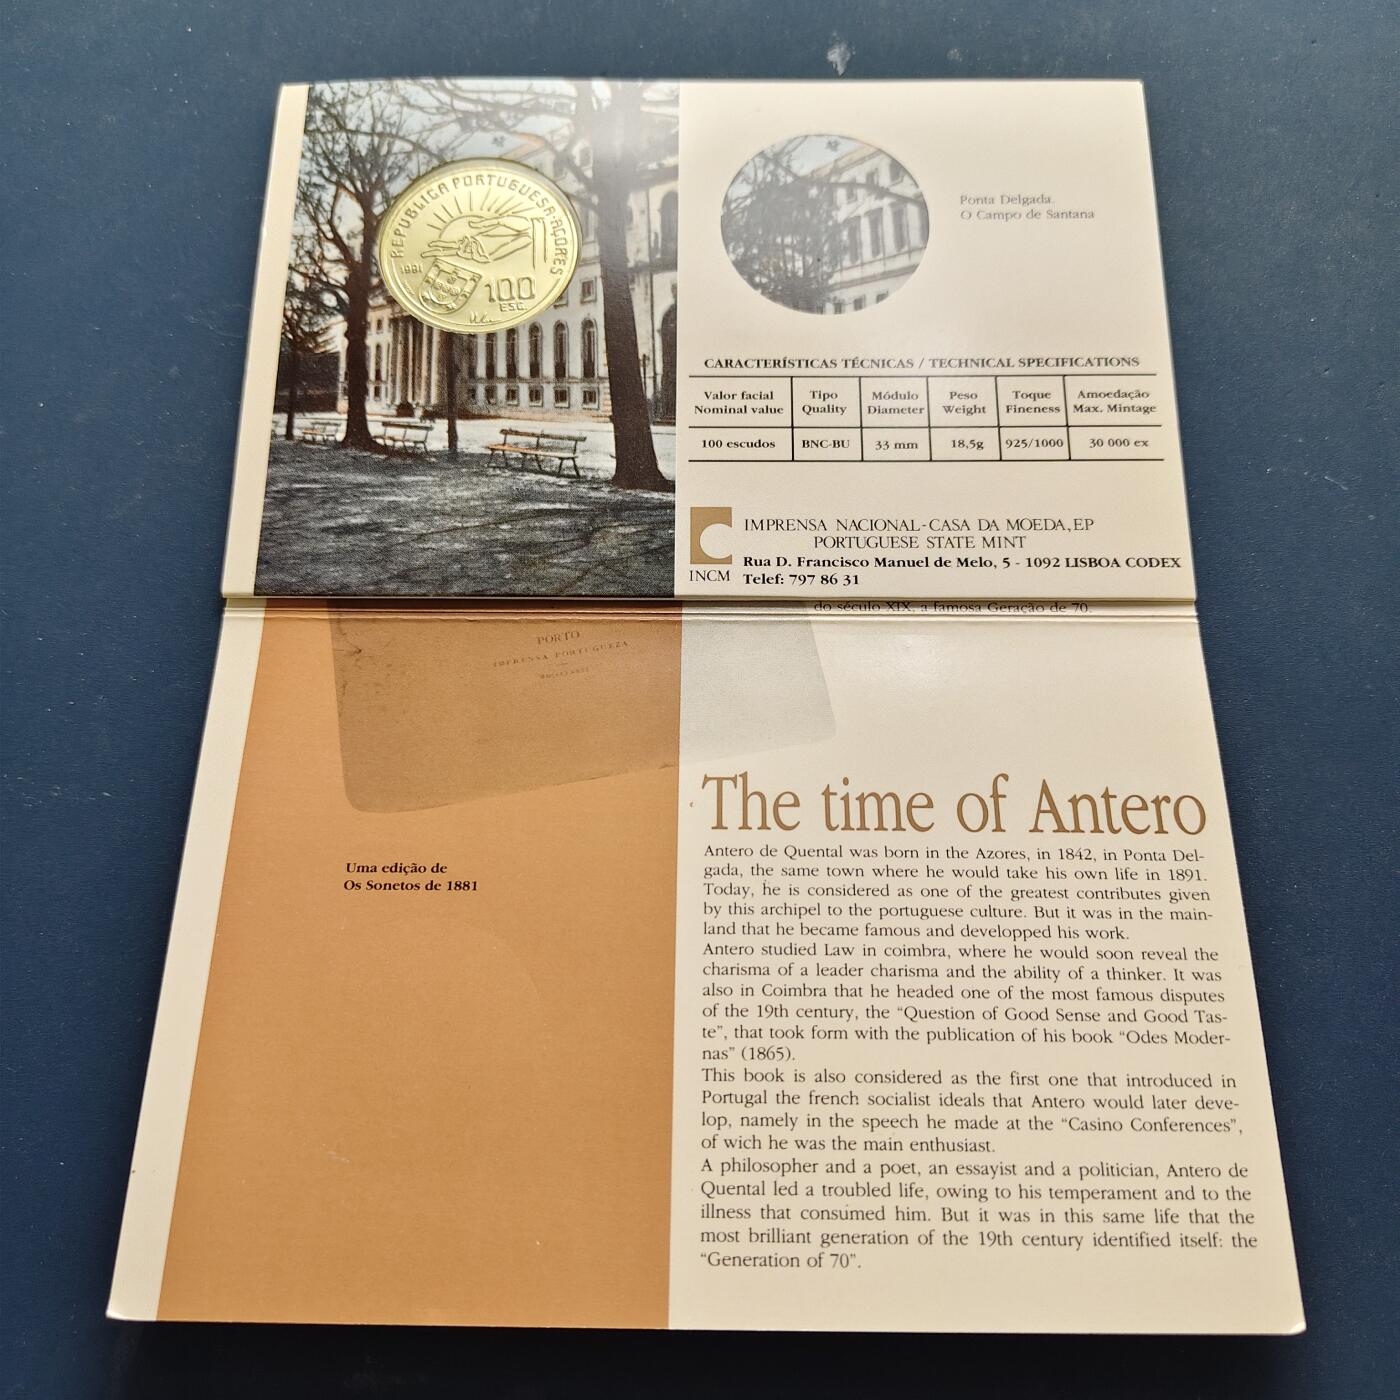 REPÚBLICA PORTUGUESA·AÇORES
1991
100
ESC.
Ponta Delgada.
O Campo de Santana
CARACTERÍSTICAS TÉCNICAS / TECHNICAL SPECIFICATIONS
Valor facial Tipo Módulo Peso Toque Amoedação
Nominal value Quality Diameter Weight Fineness Max. Mintage
100 escudos BNC-BU 33 mm 18,5g 925/1000 30 000 ex
IMPRENSA NACIONAL-CASA DA MOEDA,EP
PORTUGUESE STATE MINT
INCM
Rua D. Francisco Manuel de Melo, 5 - 1092 LISBOA CODEX
Telef: 797 86 31
do século XIX, a famosa Geração de 70.
PORTO
IMPRENSA PORTUGUEZA
Uma edição de
Os Sonetos de 1881
The time of Antero
Antero de Quental was born in the Azores, in 1842, in Ponta Del-
gada, the same town where he would take his own life in 1891.
Today, he is considered as one of the greatest contributes given
by this archipel to the portuguese culture. But it was in the main-
land that he became famous and developped his work.
Antero studied Law in coimbra, where he would soon reveal the
charisma of a leader charisma and the ability of a thinker. It was
also in Coimbra that he headed one of the most famous disputes
of the 19th century, the “Question of Good Sense and Good Tas-
te”, that took form with the publication of his book “Odes Moder-
nas” (1865).
This book is also considered as the first one that introduced in
Portugal the french socialist ideals that Antero would later deve-
lop, namely in the speech he made at the “Casino Conferences”,
of wich he was the main enthusiast.
A philosopher and a poet, an essayist and a politician, Antero de
Quental led a troubled life, owing to his temperament and to the
illness that consumed him. But it was in this same life that the
most brilliant generation of the 19th century identified itself: the
“Generation of 70”.